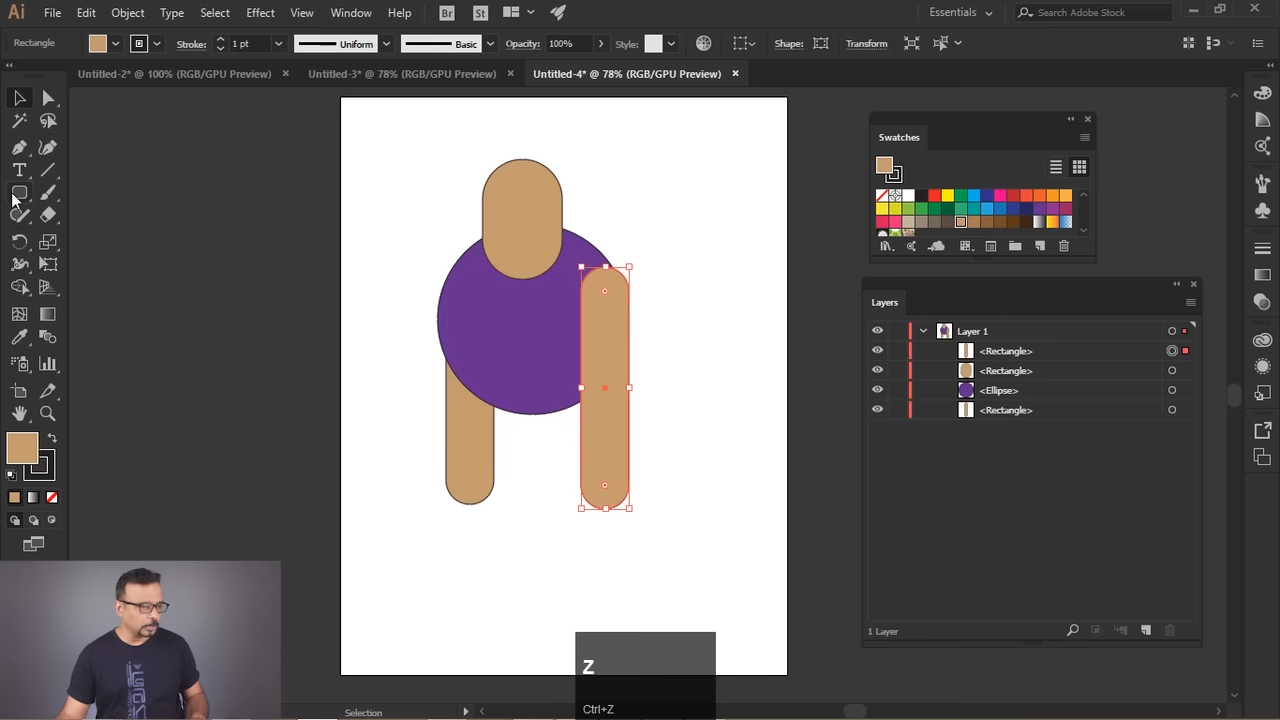 Ai File Edit Object Type Select Effect View Window Help Br St Essentials Search Adobe Stock
Rectangle Stroke: 1 pt Uniform Basic Opacity: 100% Style: Shape: Transform
Untitled-2* @ 100% (RGB/GPU Preview) Untitled-3* @ 78% (RGB/GPU Preview) Untitled-4* @ 78% (RGB/GPU Preview)
Swatches
Layers
Layer 1
<Rectangle>
<Rectangle>
<Ellipse>
<Rectangle>
1 Layer
Z
Ctrl+Z
Selection